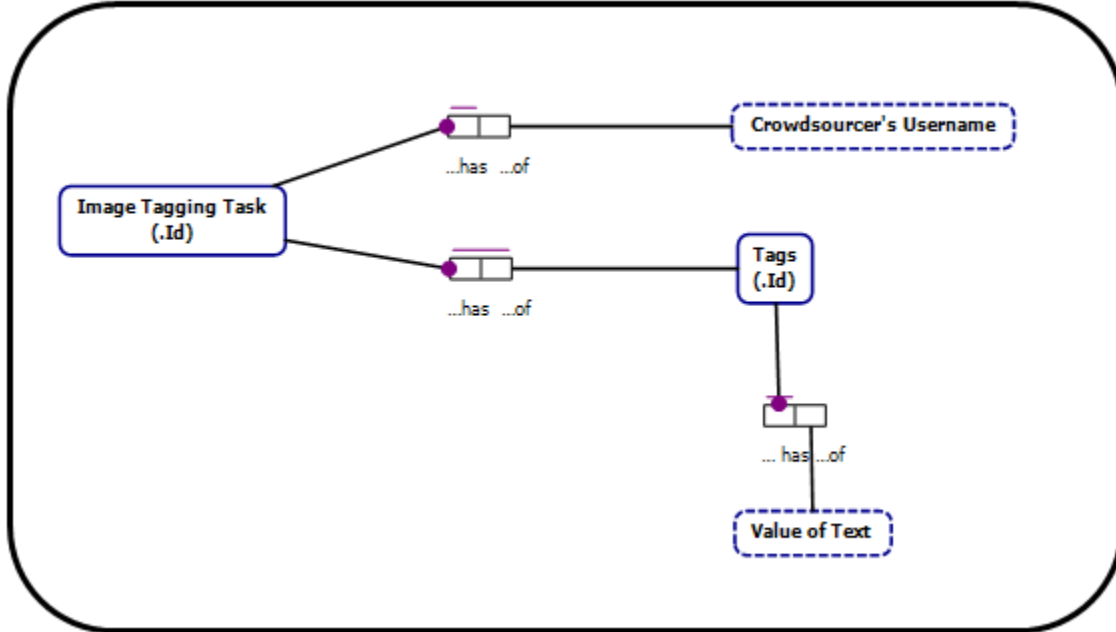 Crowdsourcer's Username
...has ...of
Image Tagging Task
(.Id)
Tags
(.Id)
...has ...of
... has ...of
Value of Text